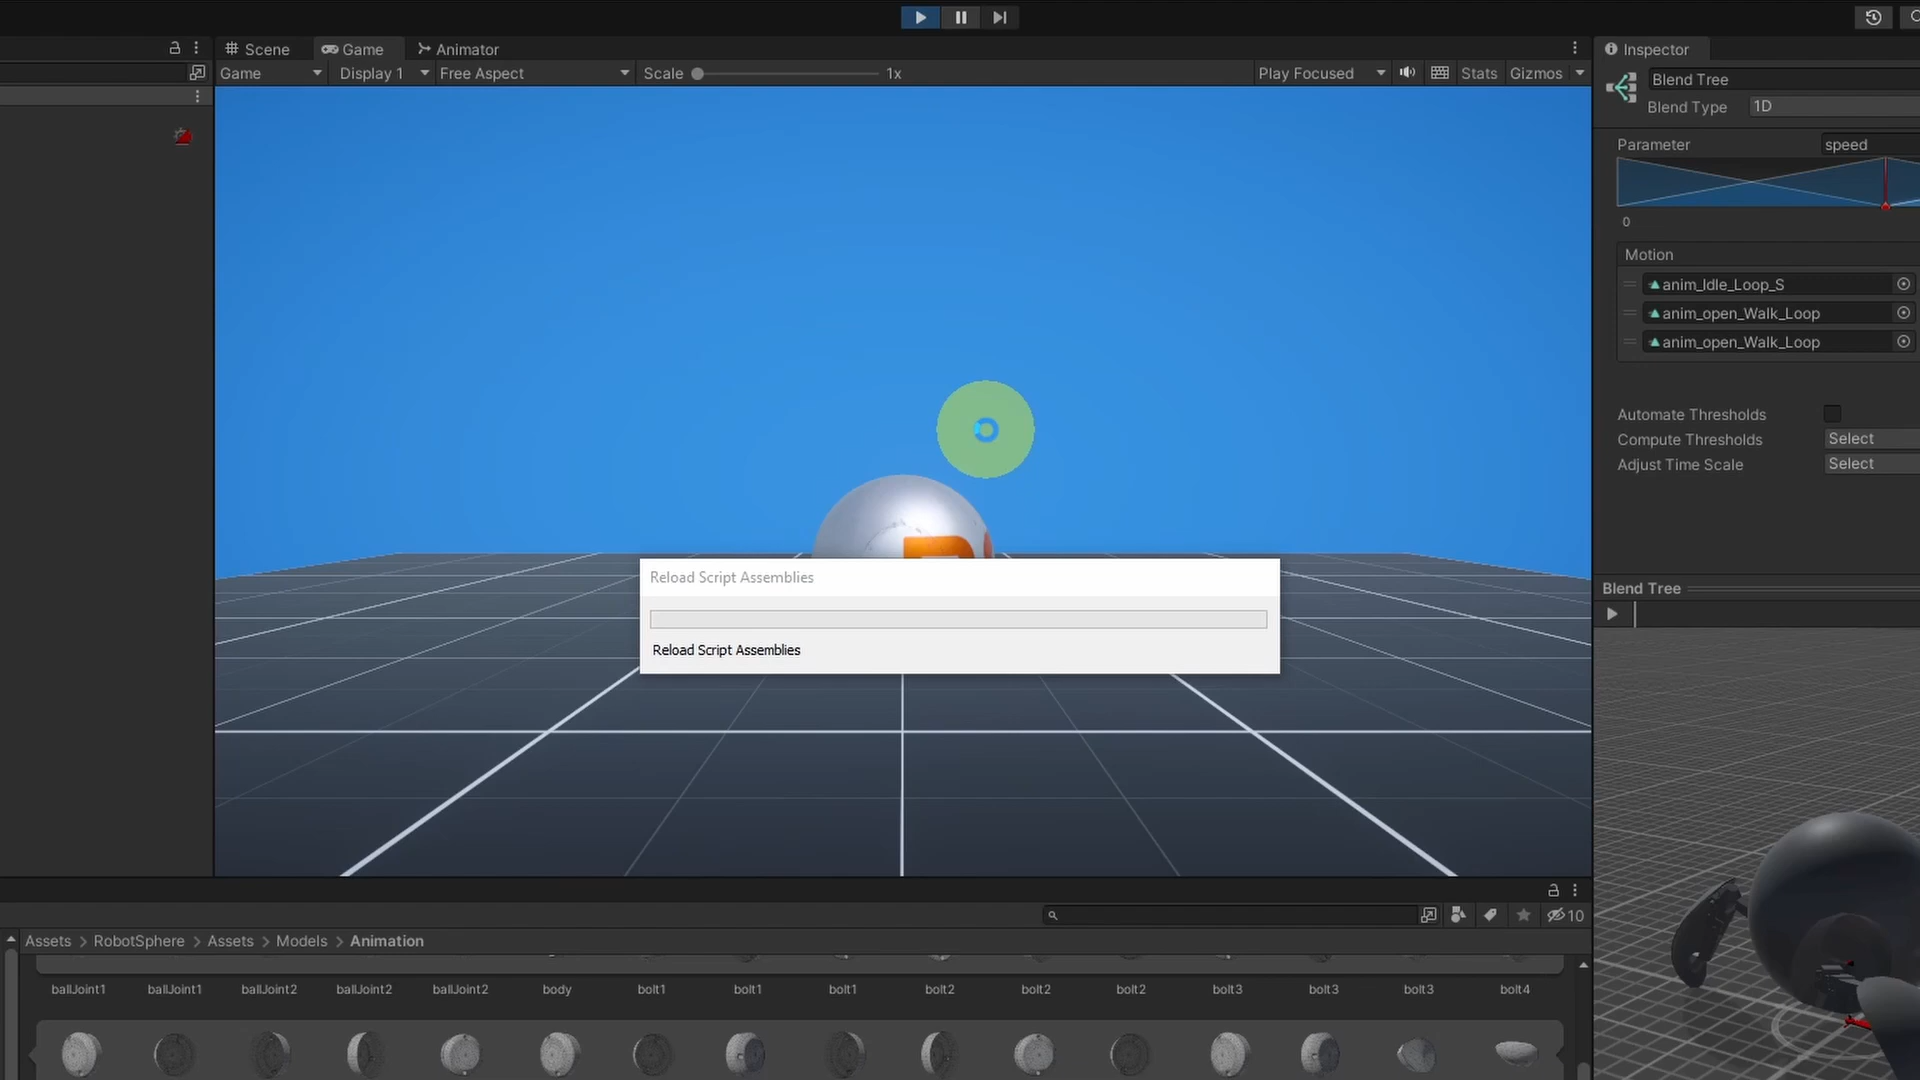 Scene
Game
Animator
Game
Display 1
Free Aspect
Scale
1x
Play Focused
Stats
Gizmos
Inspector
Blend Tree
Blend Type
1D
Parameter
speed
0
Motion
anim_Idle_Loop_S
anim_open_Walk_Loop
anim_open_Walk_Loop
Automate Thresholds
Compute Thresholds
Select
Adjust Time Scale
Select
Reload Script Assemblies
Reload Script Assemblies
Blend Tree
10
Assets > RobotSphere > Assets > Models > Animation
ballJoint1 ballJoint1 ballJoint2 ballJoint2 ballJoint2 body bolt1 bolt1 bolt1 bolt2 bolt2 bolt2 bolt3 bolt3 bolt3 bolt4